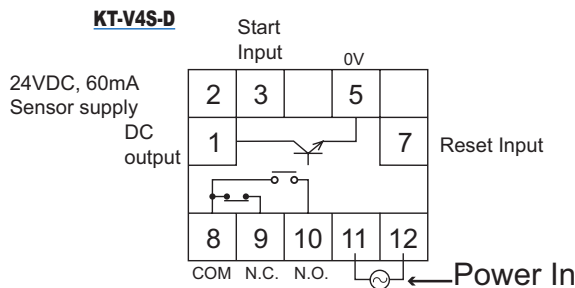 KT-V4S-D
Start
Input
0V
24VDC, 60mA
Sensor supply
2 3 5
DC
output
1 7
Reset Input
8 9 10 11 12
COM N.C. N.O.
Power In